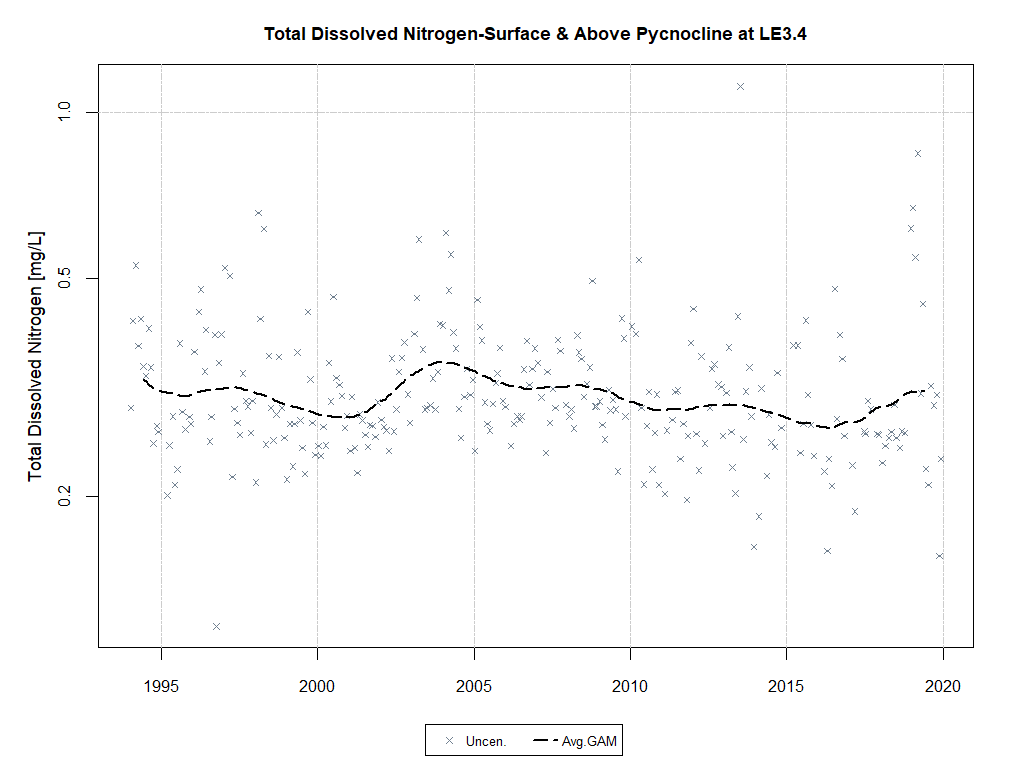 Total Dissolved Nitrogen-Surface & Above Pycnocline at LE3.4
Total Dissolved Nitrogen [mg/L]
1.0
0.5
0.2
1995 2000 2005 2010 2015 2020
Uncen. Avg.GAM